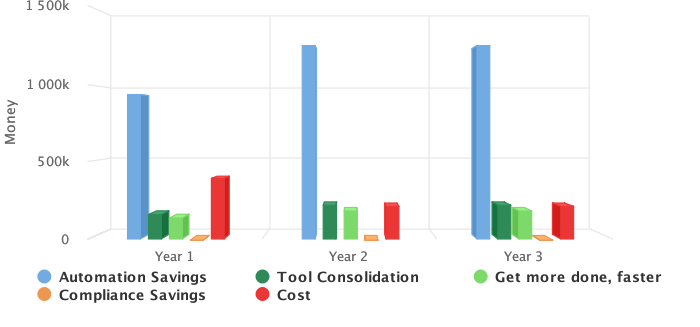 1 500k
1 000k
500k
0
Money
Year 1 Year 2 Year 3
Automation Savings Tool Consolidation Get more done, faster
Compliance Savings Cost